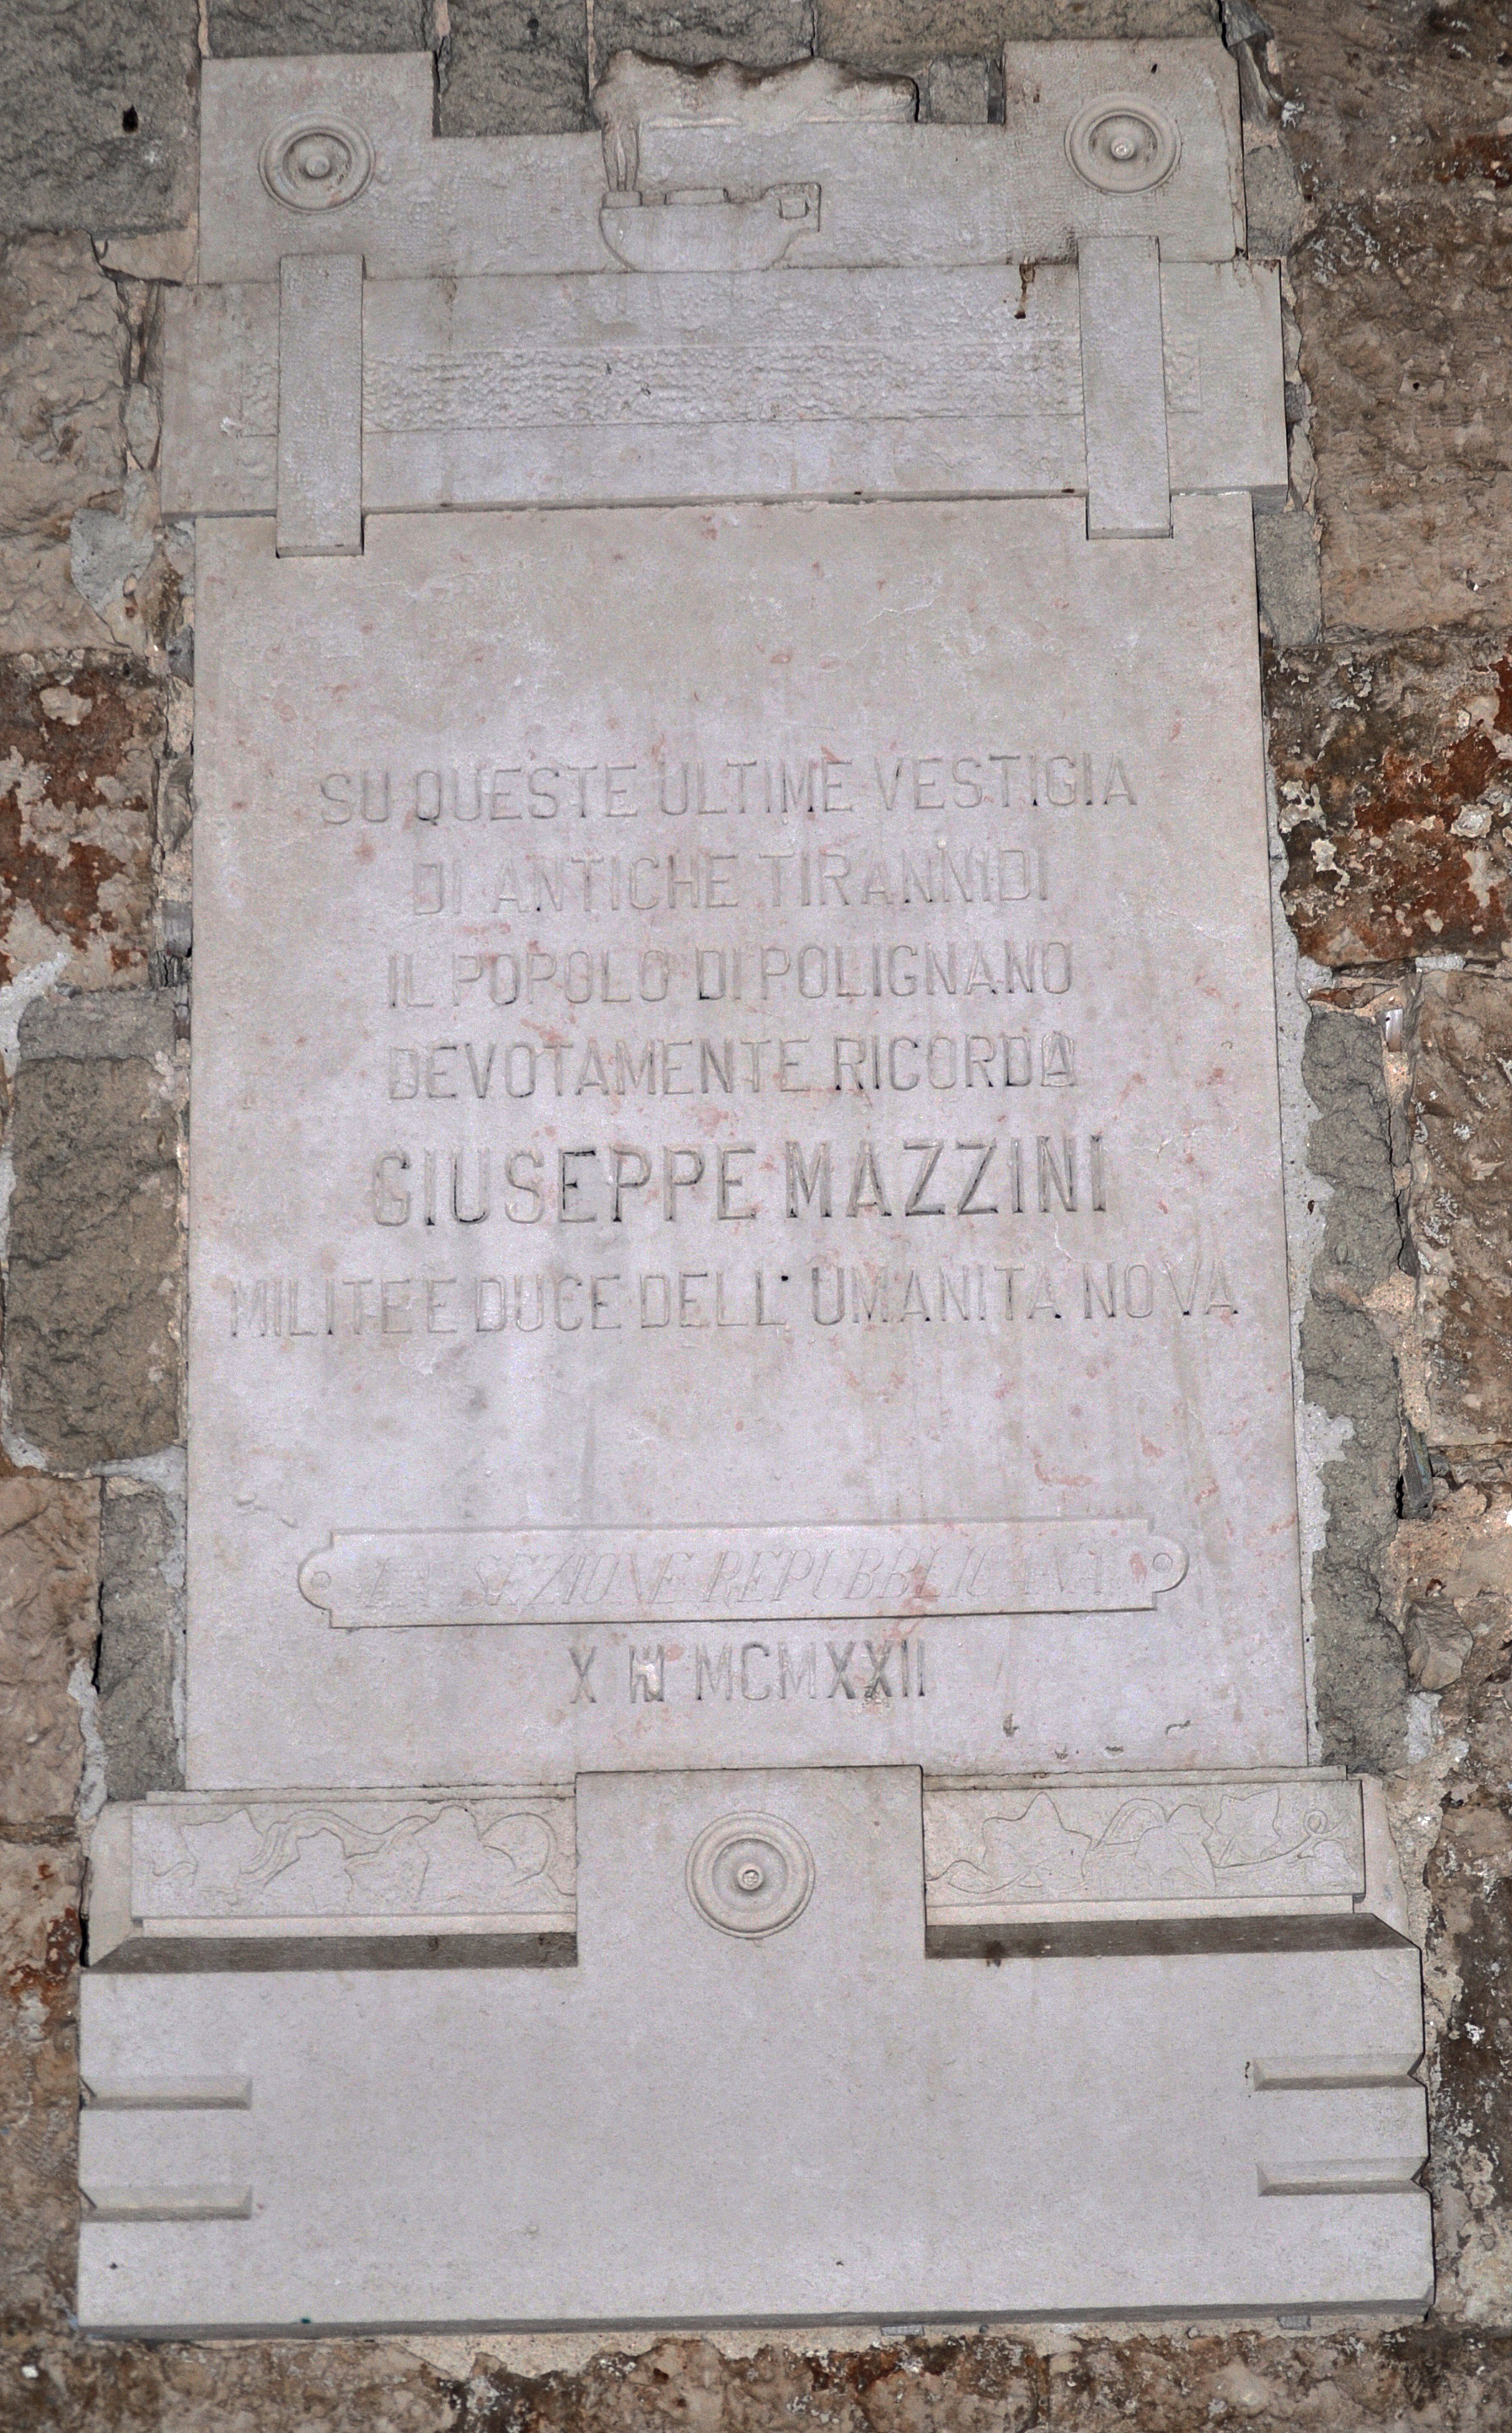 SU QUESTE ULTIME VESTIGIA
DI ANTICHE TIRANNIDI
IL POPOLO DI POLIGNANO
DEVOTAMENTE RICORDA
GIUSEPPE MAZZINI
MILITE E DUCE DELL' UMANITA NOVA
LA SEZIONE REPUBBLICANA
X III MCMXXII